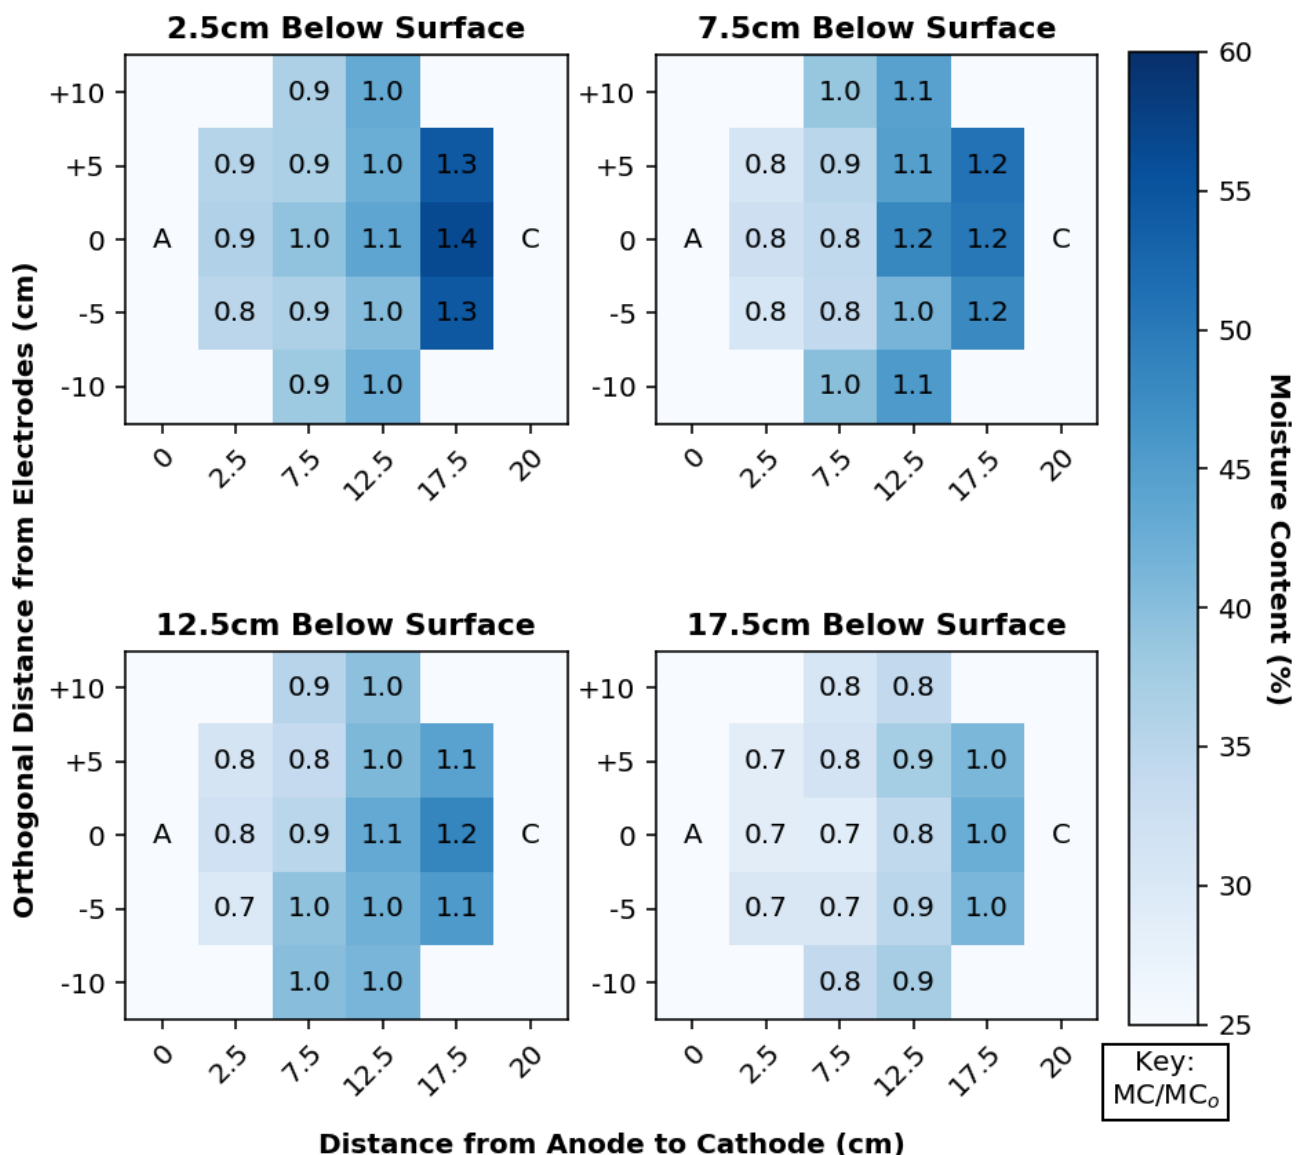 2.5cm Below Surface
+10 0.9 1.0
+5 0.9 0.9 1.0 1.3
0 A 0.9 1.0 1.1 1.4 C
-5 0.8 0.9 1.0 1.3
-10 0.9 1.0
0 2.5 7.5 12.5 17.5 20
7.5cm Below Surface
+10 1.0 1.1
+5 0.8 0.9 1.1 1.2
0 A 0.8 0.8 1.2 1.2 C
-5 0.8 0.8 1.0 1.2
-10 1.0 1.1
0 2.5 7.5 12.5 17.5 20
12.5cm Below Surface
+10 0.9 1.0
+5 0.8 0.8 1.0 1.1
0 A 0.8 0.9 1.1 1.2 C
-5 0.7 1.0 1.0 1.1
-10 1.0 1.0
0 2.5 7.5 12.5 17.5 20
17.5cm Below Surface
+10 0.8 0.8
+5 0.7 0.8 0.9 1.0
0 A 0.7 0.7 0.8 1.0 C
-5 0.7 0.7 0.9 1.0
-10 0.8 0.9
0 2.5 7.5 12.5 17.5 20
Orthogonal Distance from Electrodes (cm)
Distance from Anode to Cathode (cm)
60
55
50
45
40
35
30
25
Moisture Content (%)
Key:
MC/MCₒ